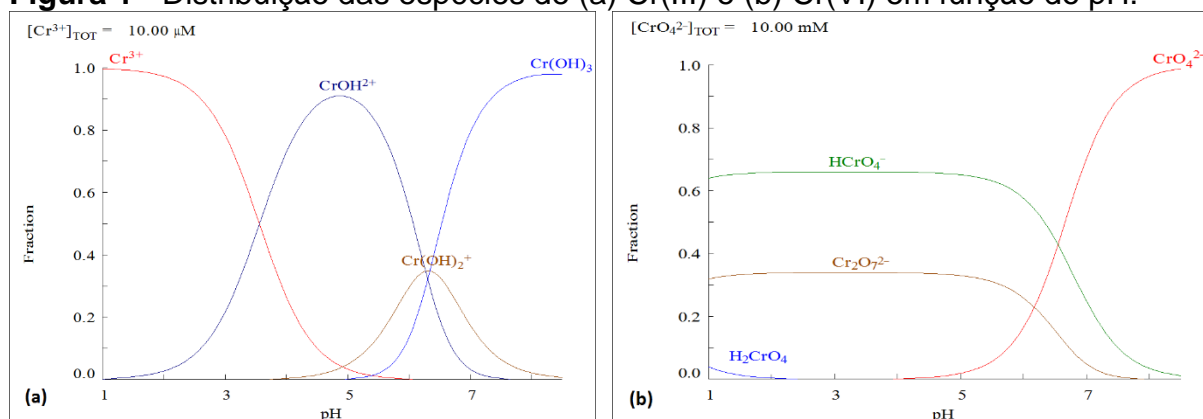 Figura 1 - Distribuição das espécies de (a) Cr(III) e (b) Cr(VI) em função do pH.
[Cr³⁺]TOT = 10.00 µM
Cr³⁺
CrOH²⁺
Cr(OH)₃
Cr(OH)₂⁺
1.0
0.8
0.6
0.4
0.2
0.0
Fraction
1 3 5 7
pH
(a)
[CrO₄²⁻]TOT = 10.00 mM
CrO₄²⁻
HCrO₄⁻
Cr₂O₇²⁻
H₂CrO₄
1.0
0.8
0.6
0.4
0.2
0.0
Fraction
1 3 5 7
pH
(b)